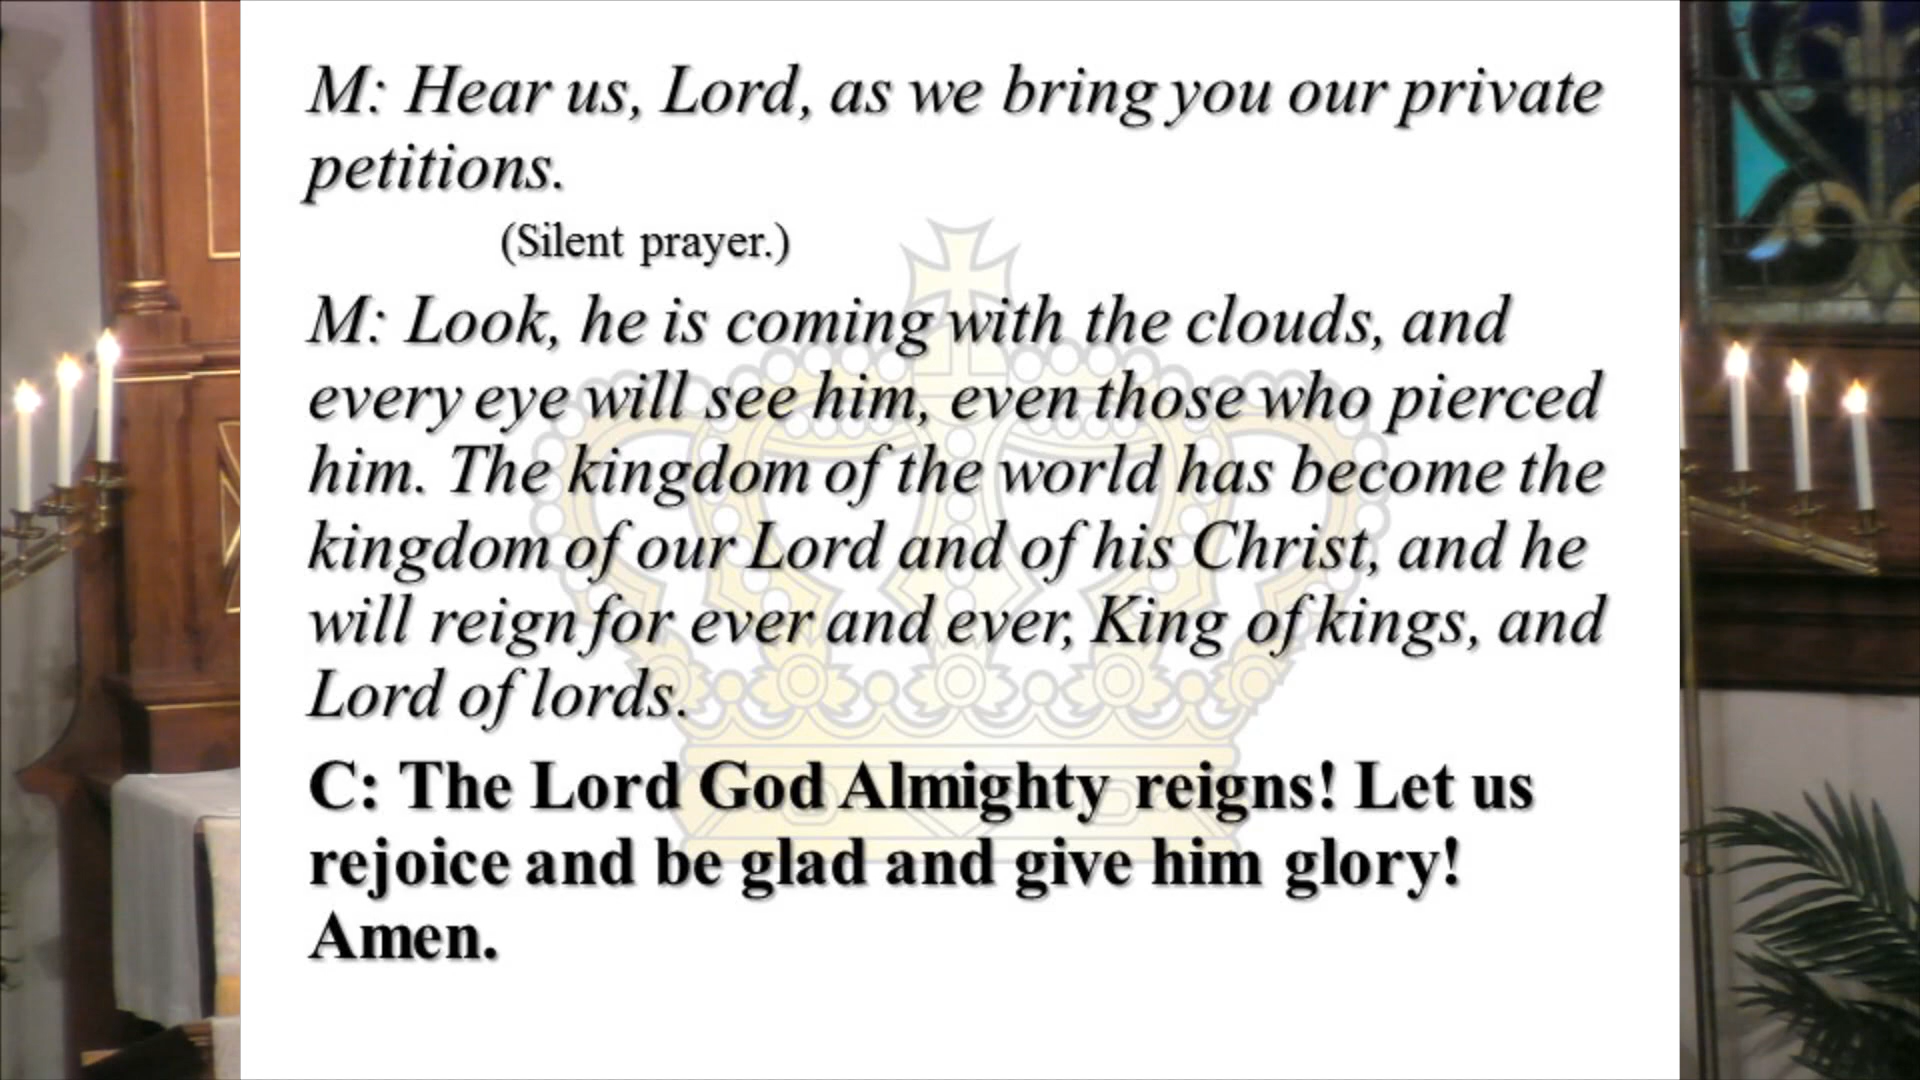 M: Hear us, Lord, as we bring you our private
petitions.
(Silent prayer.)
M: Look, he is coming with the clouds, and
every eye will see him, even those who pierced
him. The kingdom of the world has become the
kingdom of our Lord and of his Christ, and he
will reign for ever and ever, King of kings, and
Lord of lords.
C: The Lord God Almighty reigns! Let us
rejoice and be glad and give him glory!
Amen.